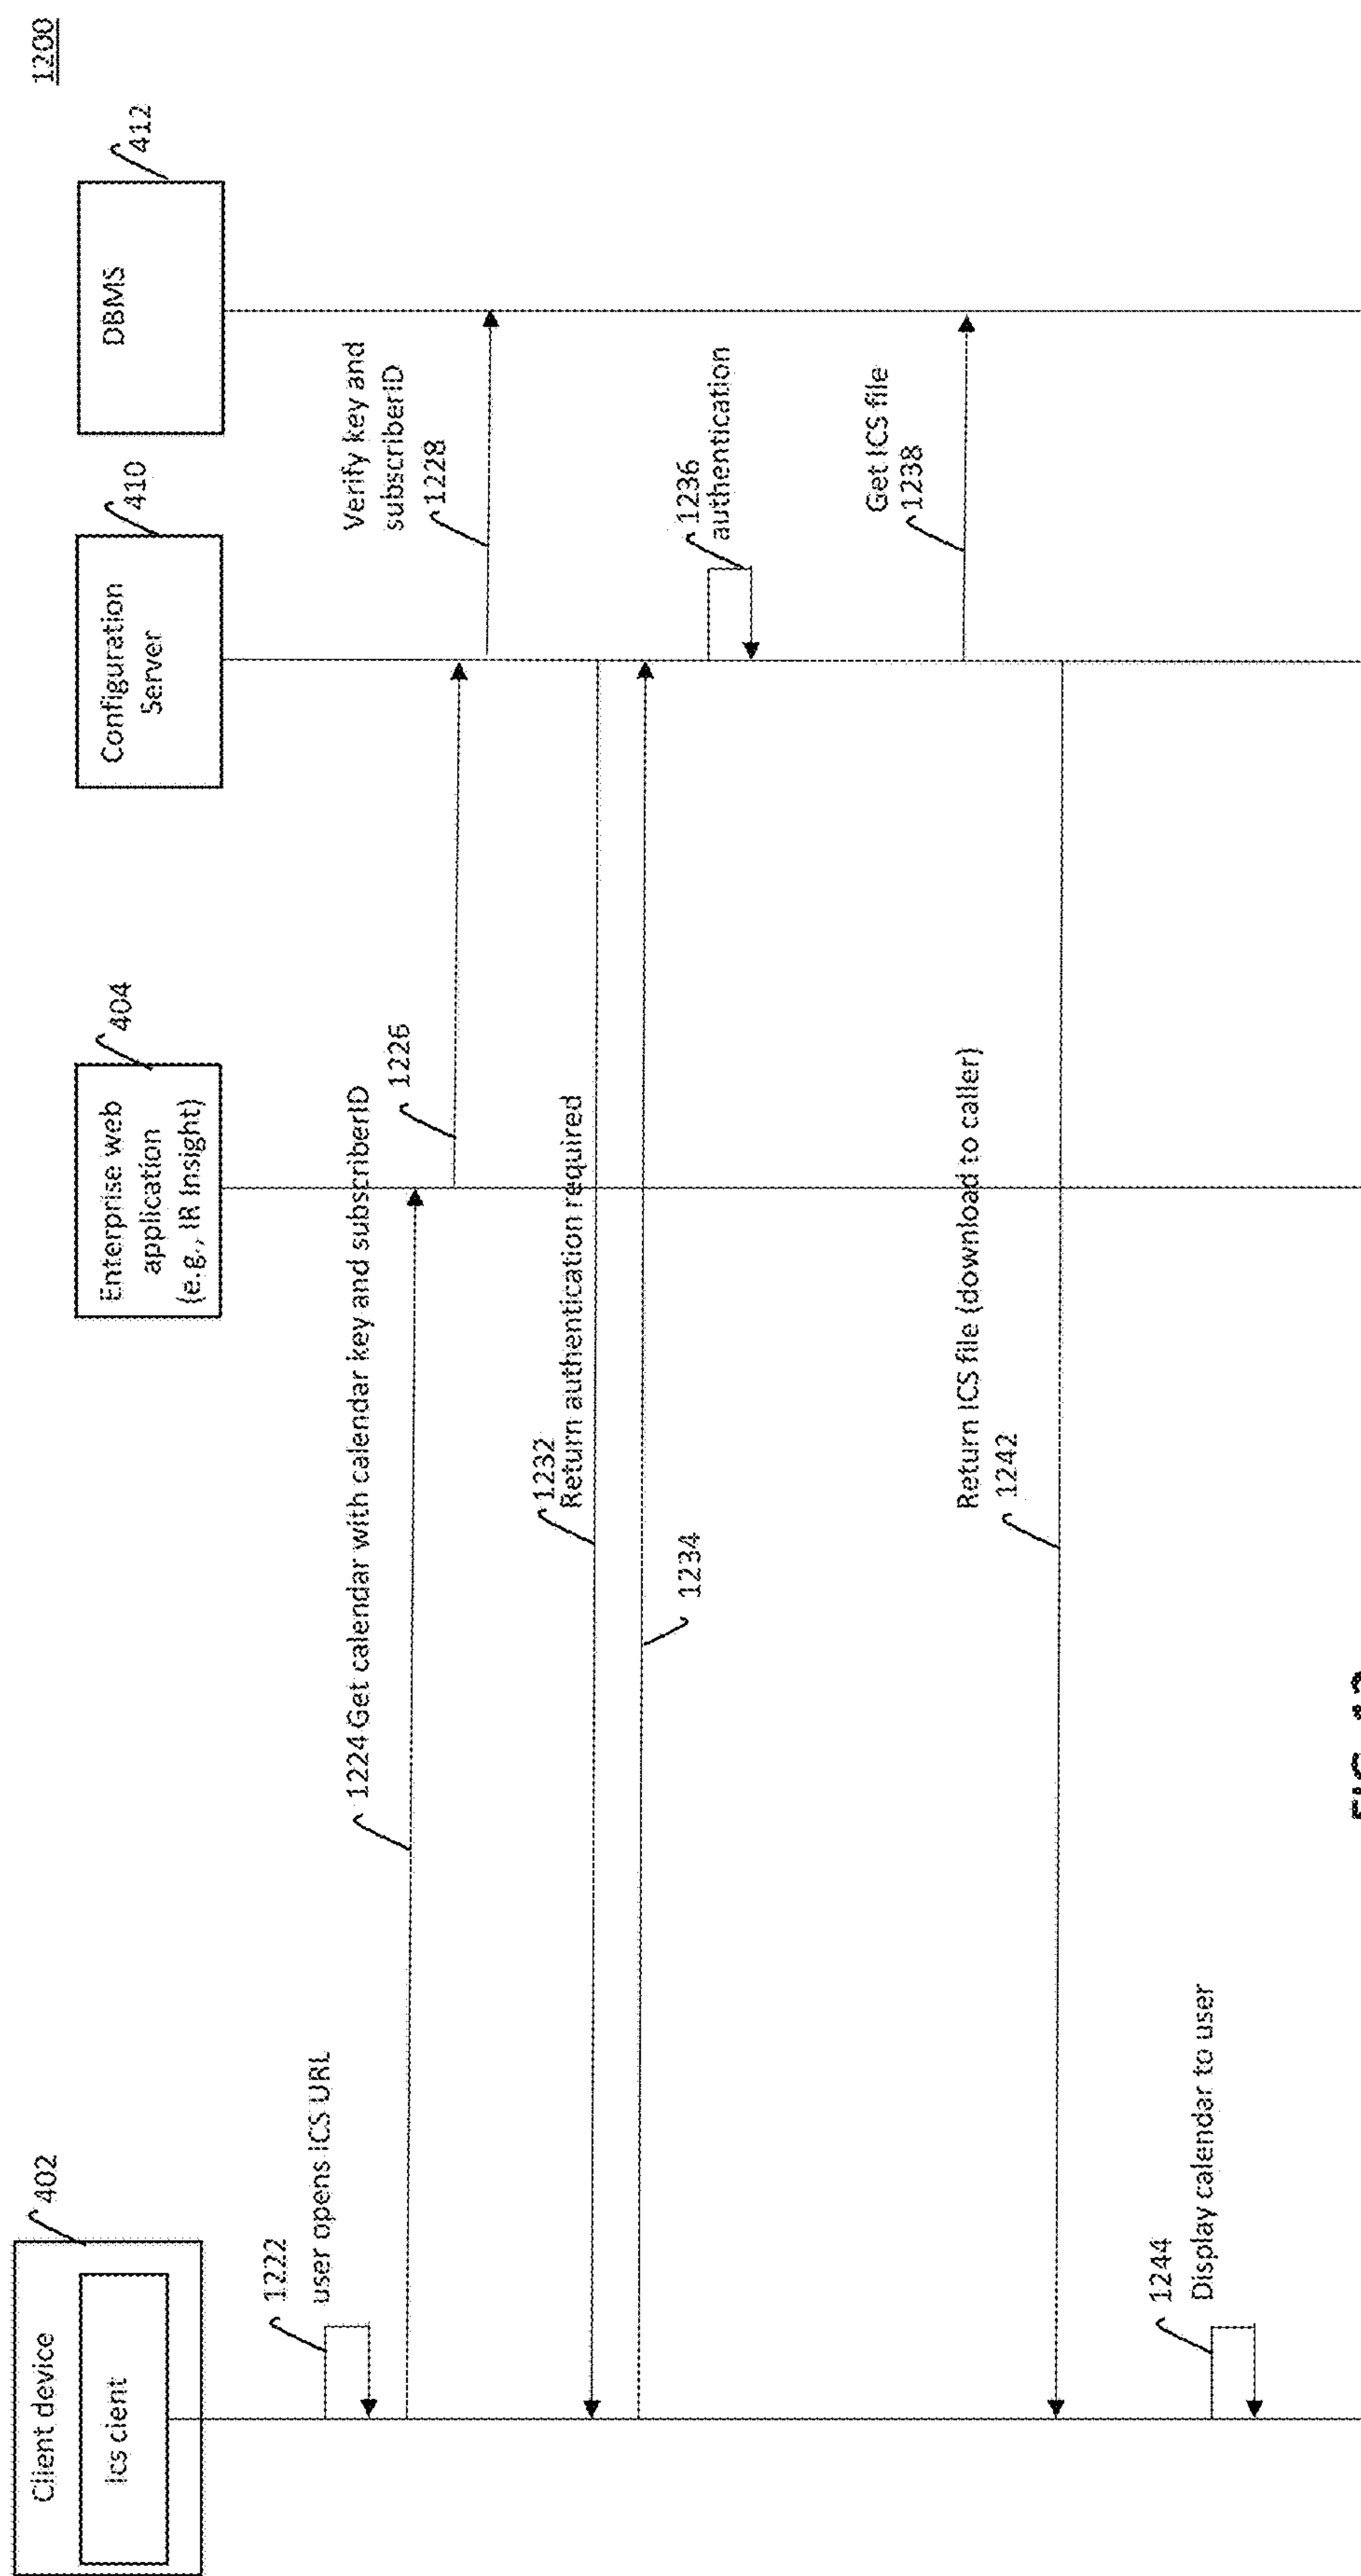 1200
Client device
Ics cient
402
Enterprise web
application
(e.g., IR Insight)
404
Configuration
Server
410
DBMS
412
1222
user opens ICS URL
1224 Get calendar with calendar key and subscriberID
1226
Verify key and
subscriberID
1228
1232
Return authentication required
1234
1236
authentication
Get ICS file
1238
Return ICS file (download to caller)
1242
1244
Display calendar to user